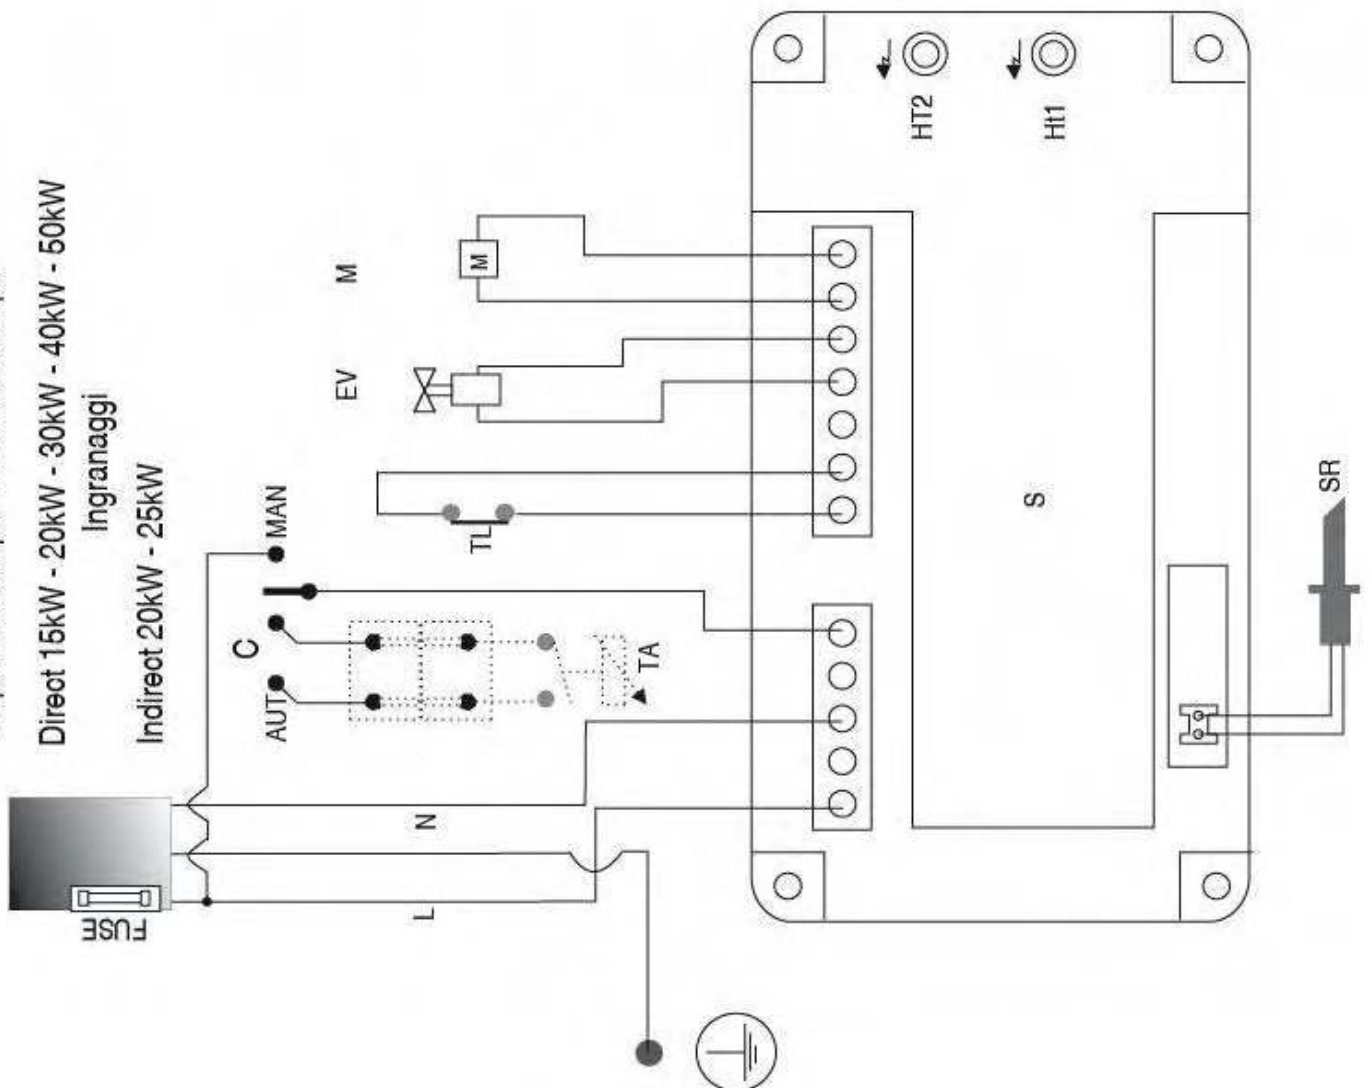 Direct 15kW - 20kW - 30kW - 40kW - 50kW
Ingranaggi
Indirect 20kW - 25kW
FUSE
L
N
AUT
C
MAN
TA
TL
EV
M
M
HT2
Ht1
S
SR